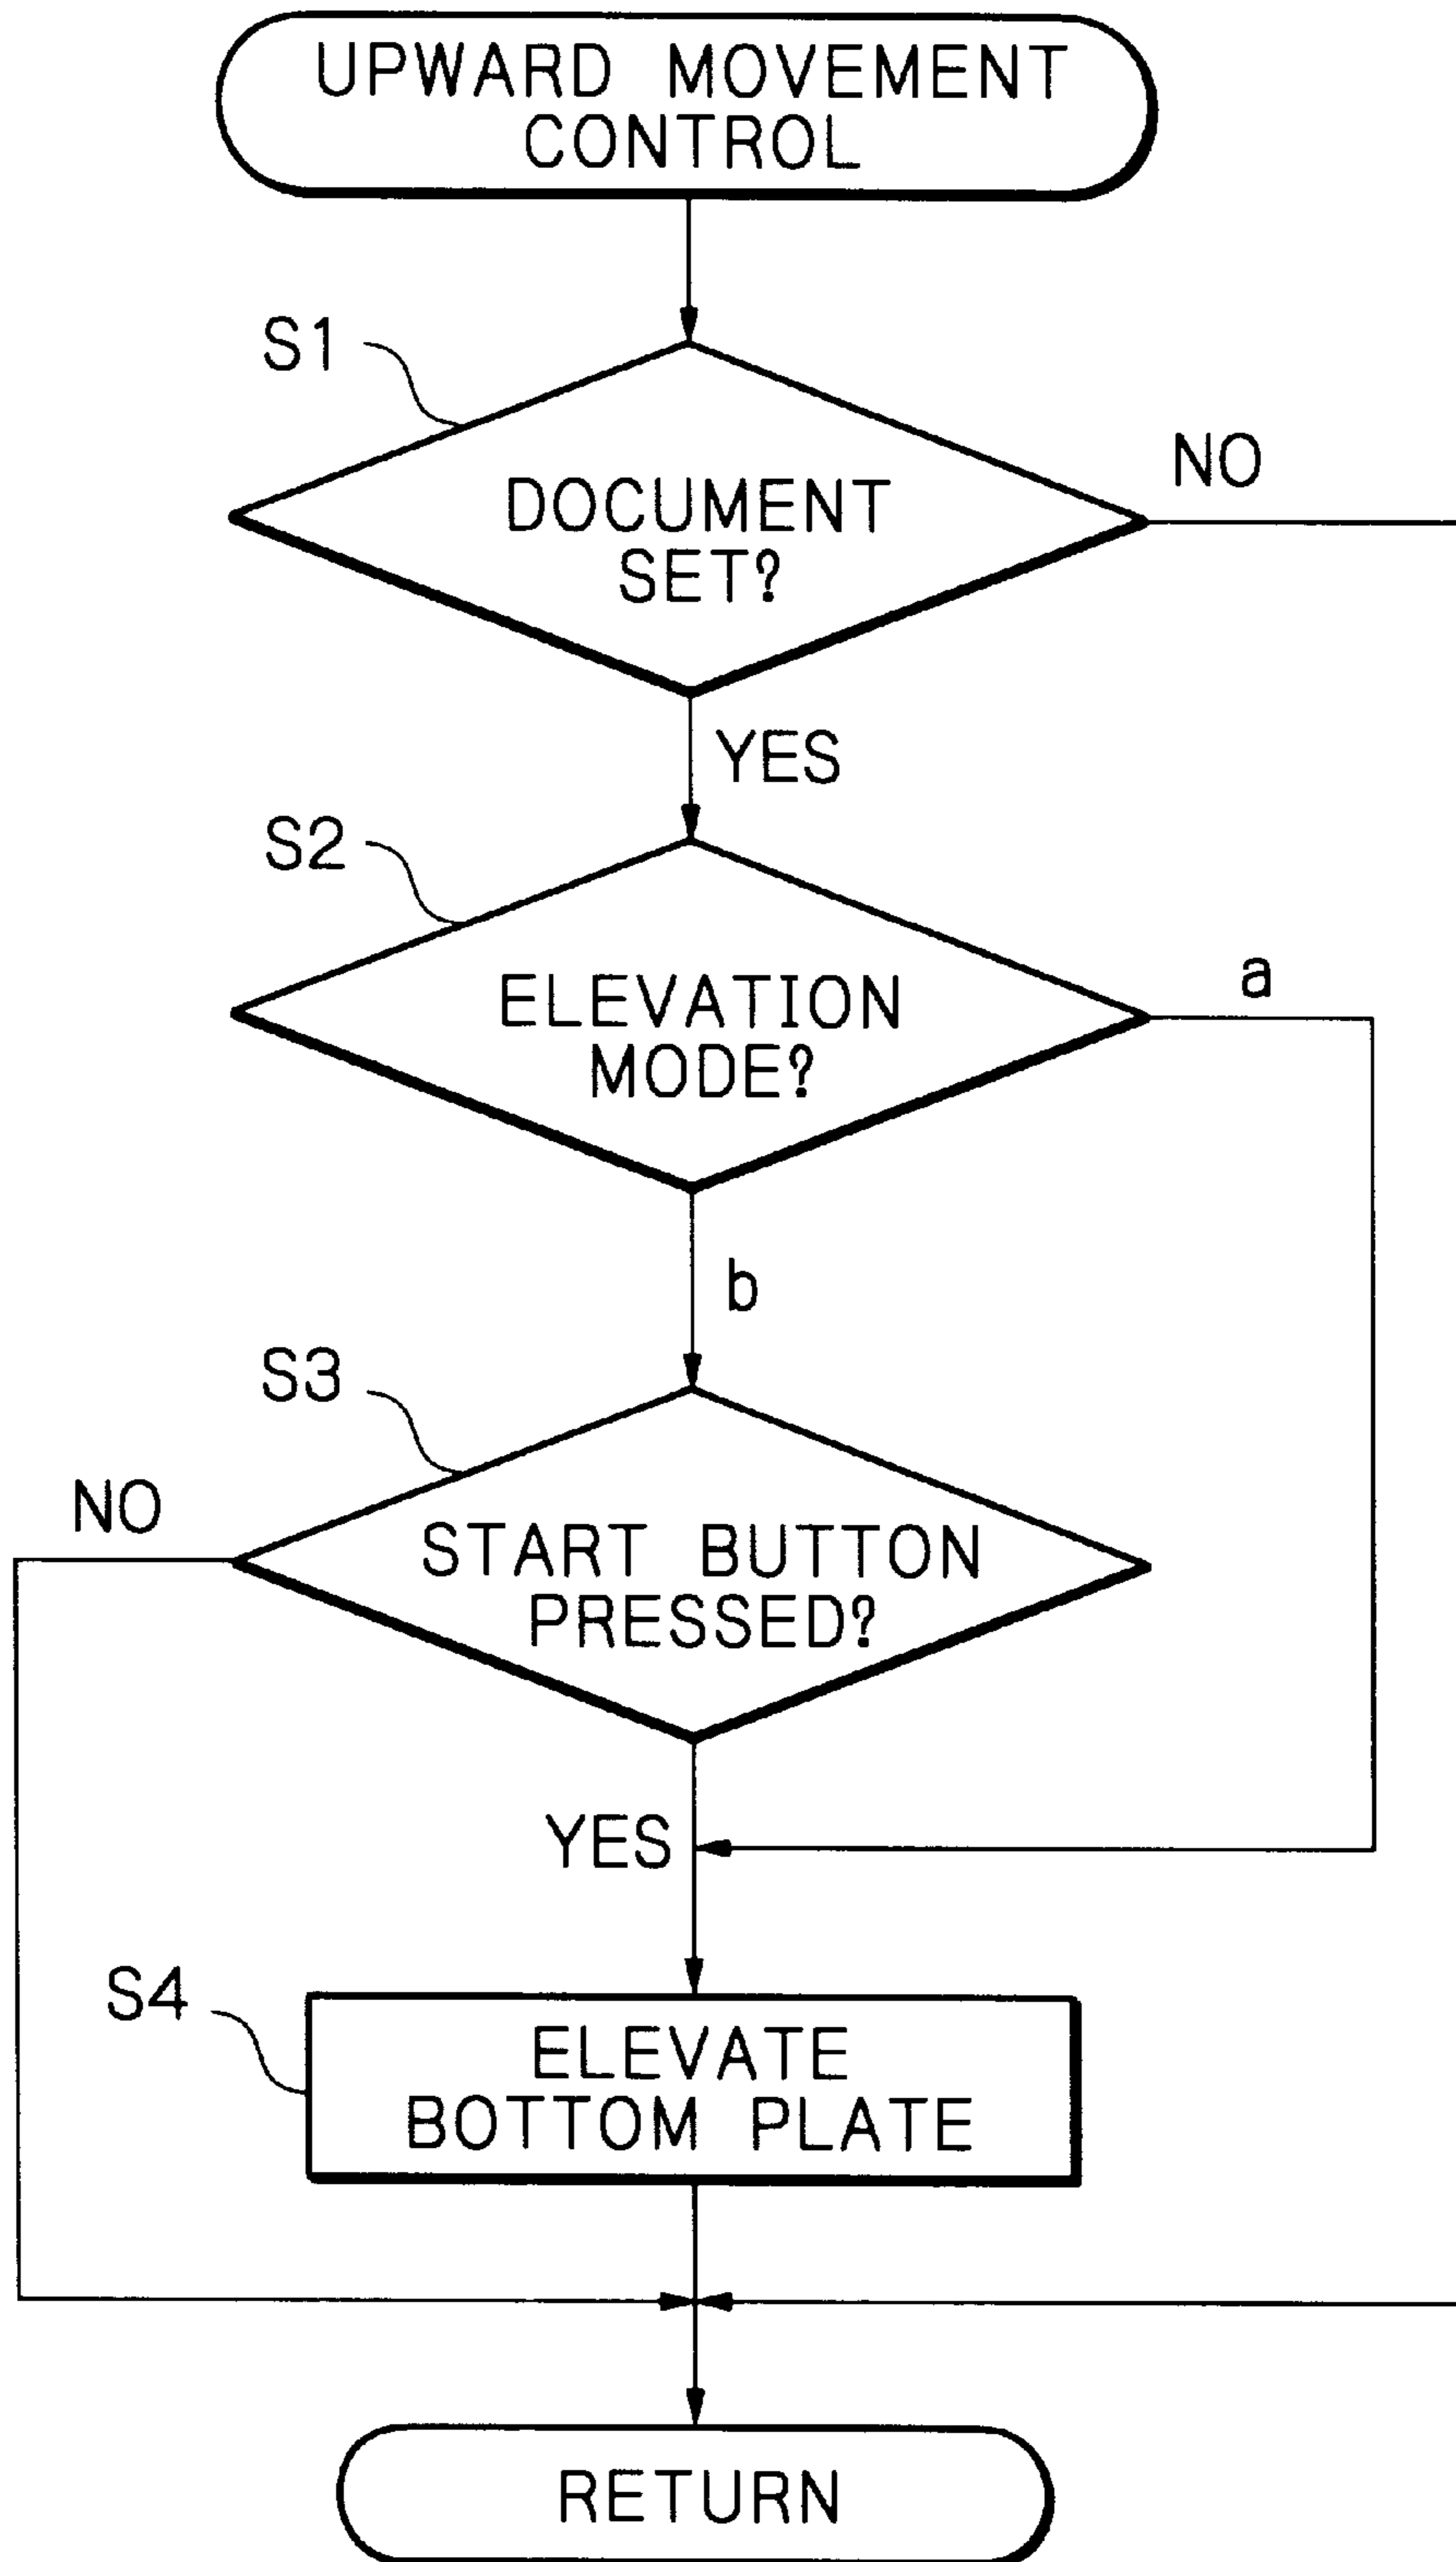 UPWARD MOVEMENT
CONTROL
S1
NO
DOCUMENT
SET?
YES
S2
a
ELEVATION
MODE?
b
S3
NO
START BUTTON
PRESSED?
YES
S4
ELEVATE
BOTTOM PLATE
RETURN